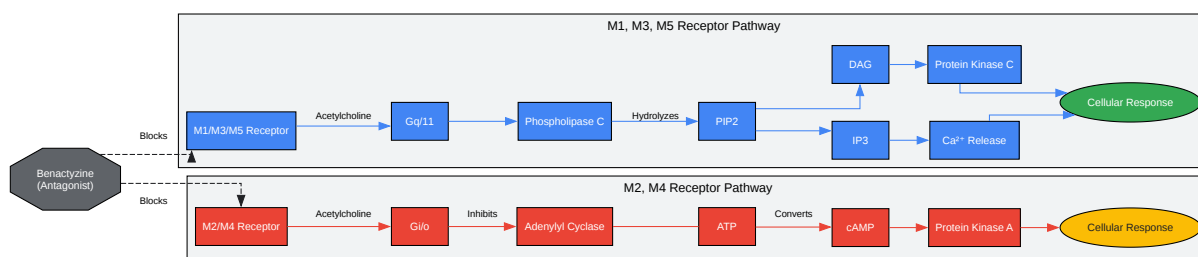 M1, M3, M5 Receptor Pathway
DAG
Protein Kinase C
Cellular Response
M1/M3/M5 Receptor
Acetylcholine
Gq/11
Phospholipase C
Hydrolyzes
PIP2
IP3
Ca²⁺ Release
Blocks
Benactyzine
(Antagonist)
Blocks
M2, M4 Receptor Pathway
M2/M4 Receptor
Acetylcholine
Gi/o
Inhibits
Adenylyl Cyclase
ATP
Converts
cAMP
Protein Kinase A
Cellular Response